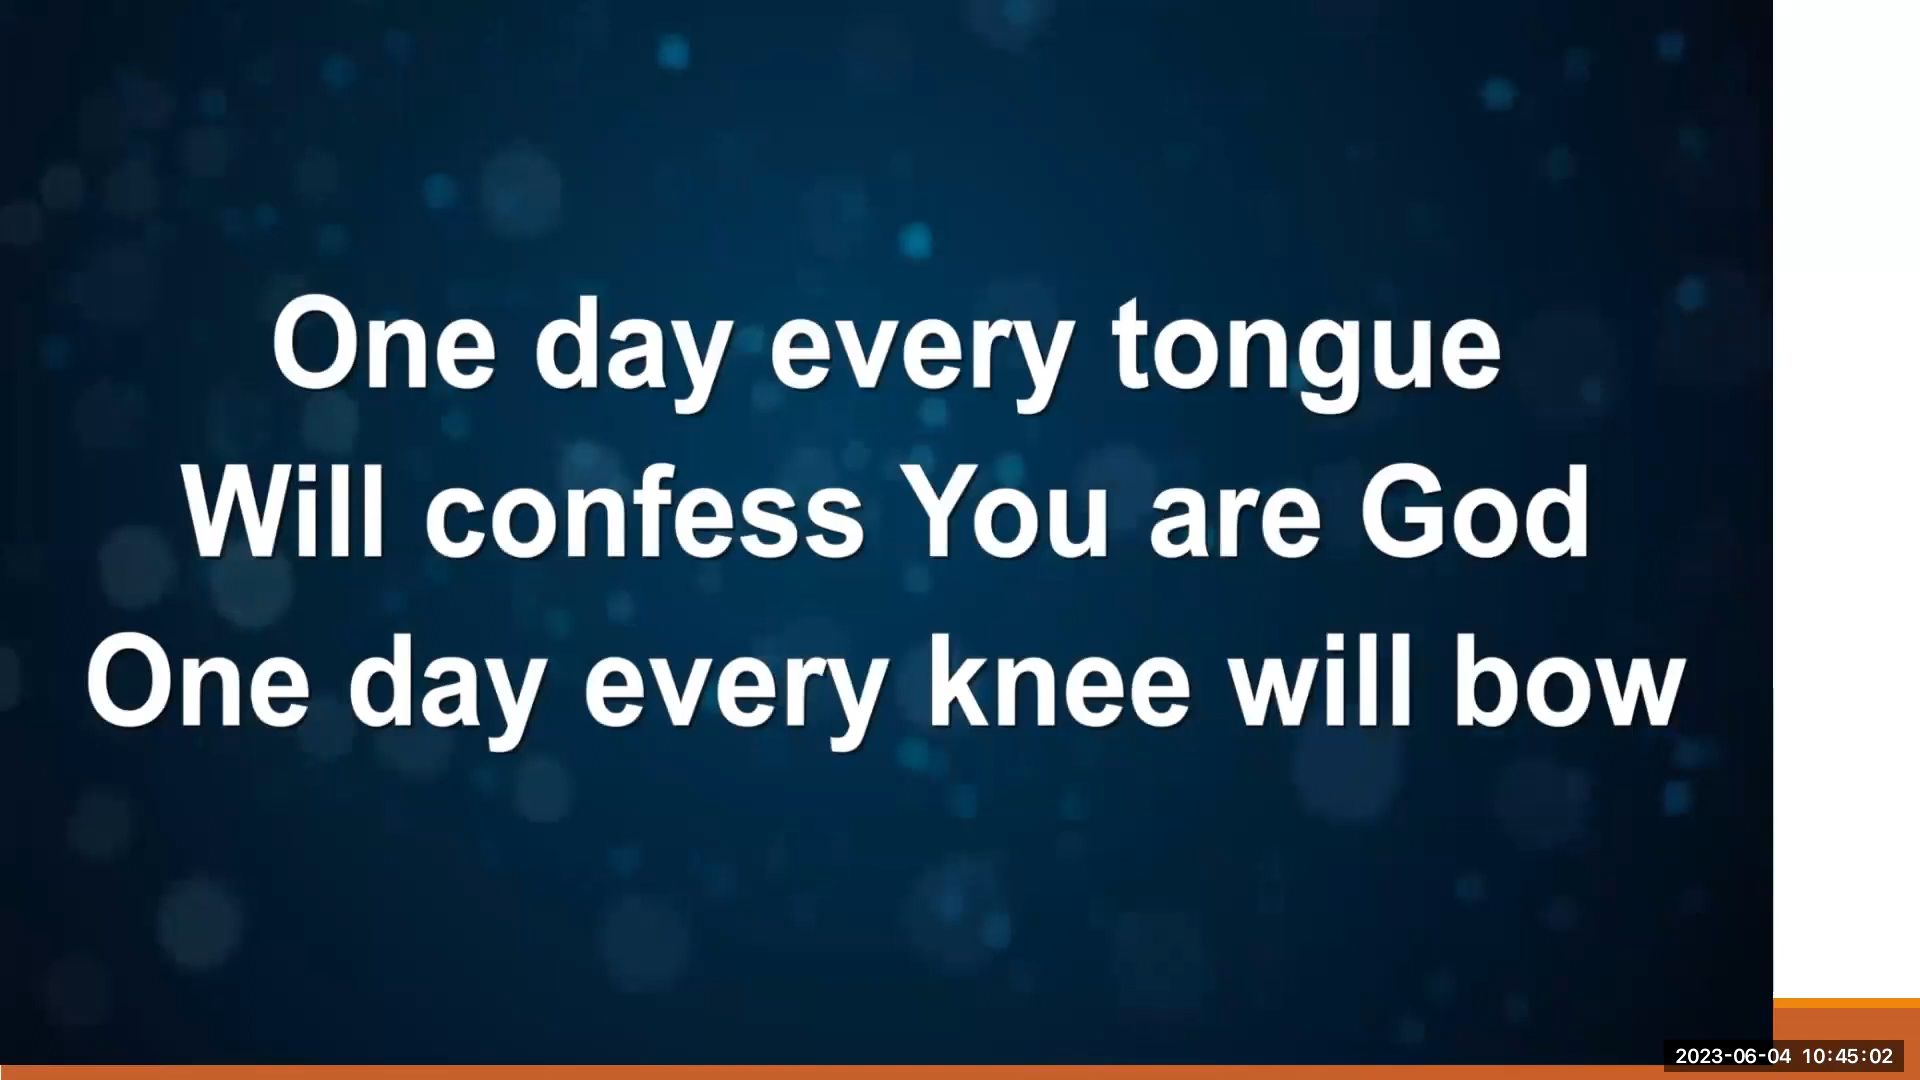 One day every tongue
Will confess You are God
One day every knee will bow
2023-06-04 10:45:02